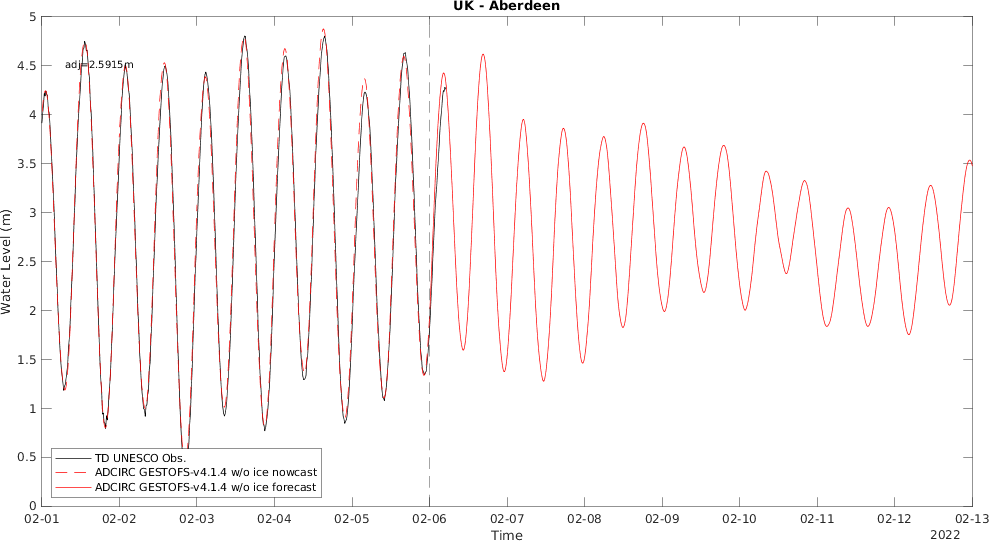 UK - Aberdeen
5
4.5
4
3.5
3
2.5
2
1.5
1
0.5
0
Water Level (m)
adj=2.5915m
TD UNESCO Obs.
ADCIRC GESTOFS-v4.1.4 w/o ice nowcast
ADCIRC GESTOFS-v4.1.4 w/o ice forecast
02-01 02-02 02-03 02-04 02-05 02-06 02-07 02-08 02-09 02-10 02-11 02-12 02-13
Time
2022